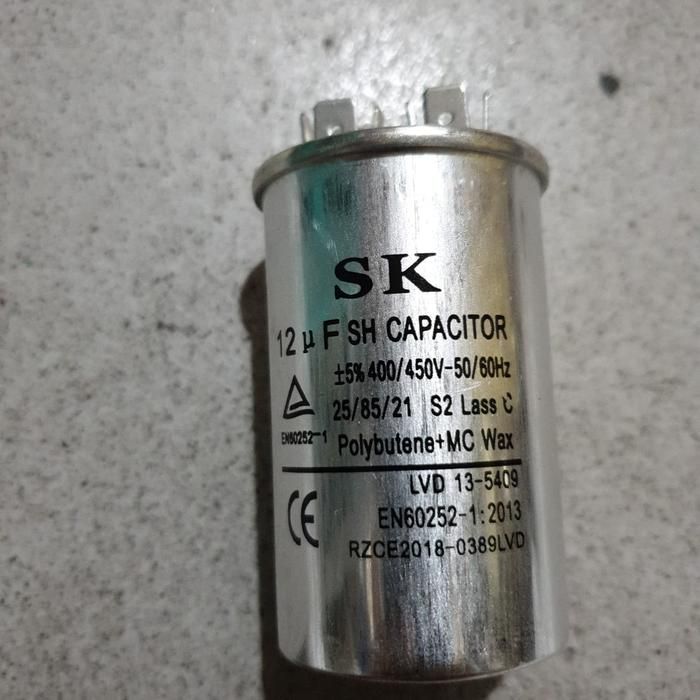 SK
12μF SH CAPACITOR
±5% 400/450V-50/60Hz
25/85/21 S2 Lass C
EN60252-1 Polybutene+MC Wax
LVD 13-5409
EN60252-1:2013
CE
RZCE2018-0389LVD